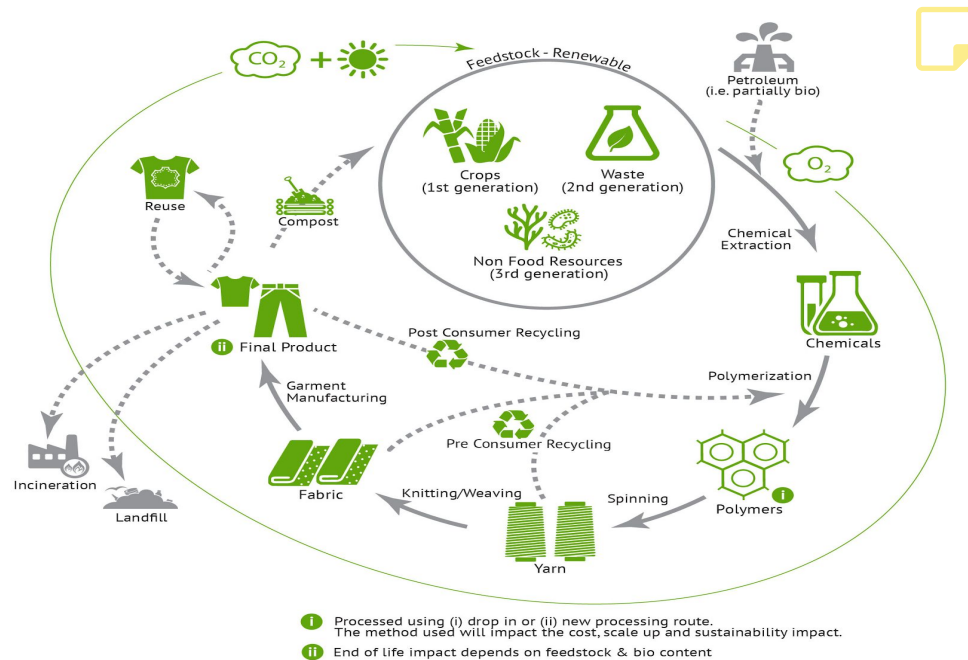 CO2
Feedstock - Renewable
Petroleum
(i.e. partially bio)
Crops
(1st generation)
Waste
(2nd generation)
O2
Reuse
Compost
Non Food Resources
(3rd generation)
Chemical
Extraction
Chemicals
ii Final Product
Post Consumer Recycling
Polymerization
Garment
Manufacturing
Pre Consumer Recycling
Incineration
Landfill
Fabric
Knitting/Weaving
Spinning
i
Polymers
Yarn
i Processed using (i) drop in or (ii) new processing route.
The method used will impact the cost, scale up and sustainability impact.
ii End of life impact depends on feedstock & bio content